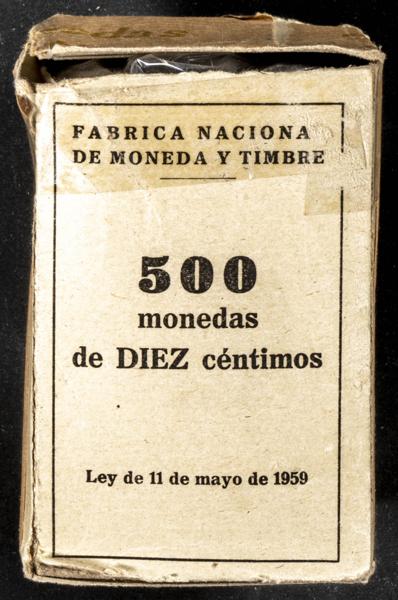 FABRICA NACIONA
DE MONEDA Y TIMBRE
500
monedas
de DIEZ céntimos
Ley de 11 de mayo de 1959